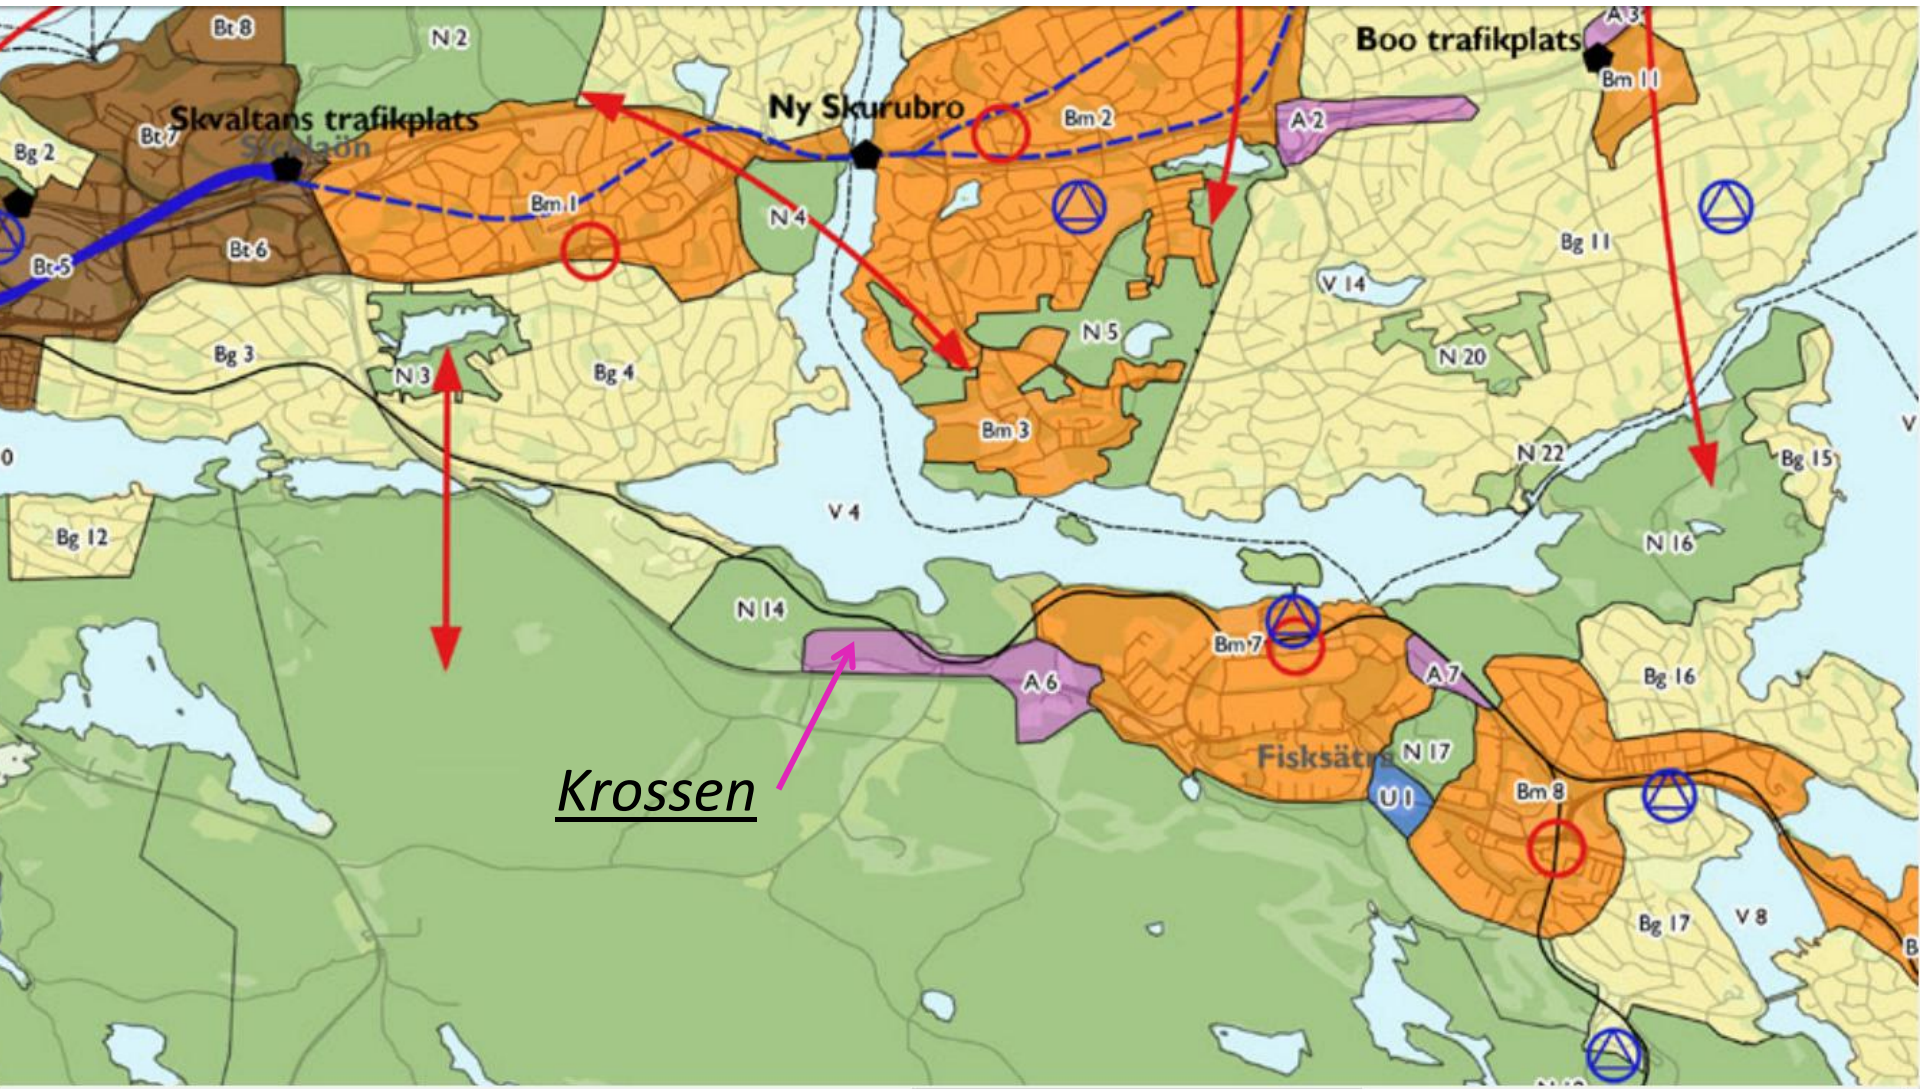 Bt 8
N 2
A 3
Boo trafikplats
Bm 11
Skvaltans trafikplats
Ny Skurubro
Bm 2
A 2
Bt 7
Sicklaön
Bg 2
Bm 1
N 4
Bt 6
Bt 5
Bg 11
V 14
Bg 3
N 3
Bg 4
N 5
N 20
Bm 3
N 22
Bg 15
V
0
V 4
Bg 12
N 16
N 14
Bm 7
A 6
A 7
Bg 16
Fisksätra
N 17
Krossen
U 1
Bm 8
Bg 17
V 8
B